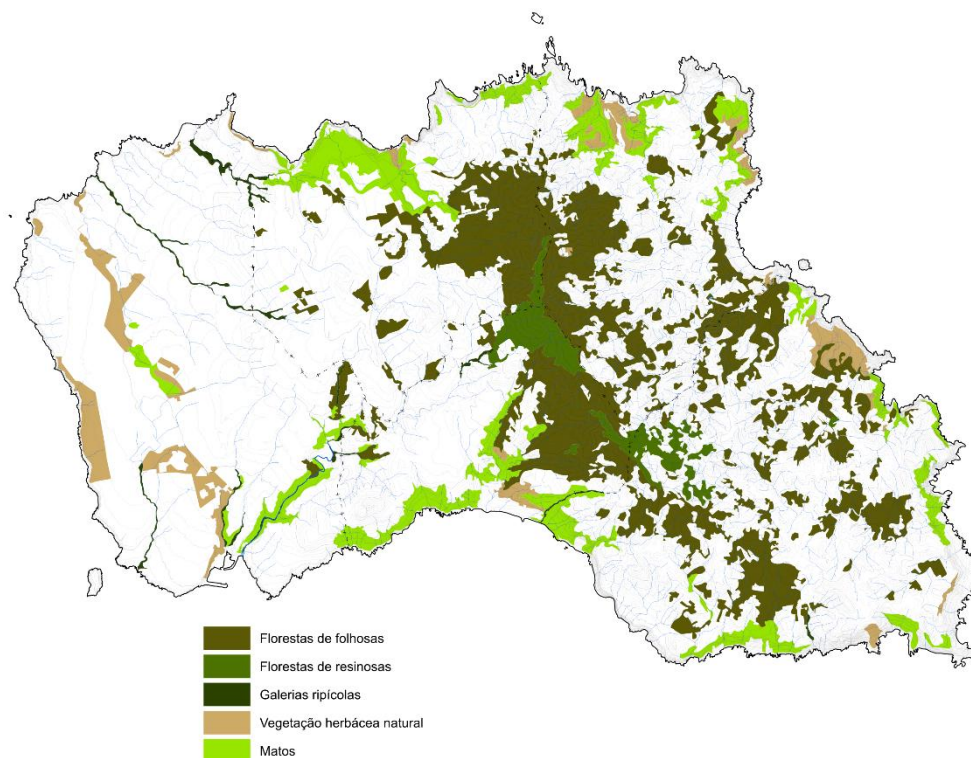 Florestas de folhosas
Florestas de resinosas
Galerias ripícolas
Vegetação herbácea natural
Matos